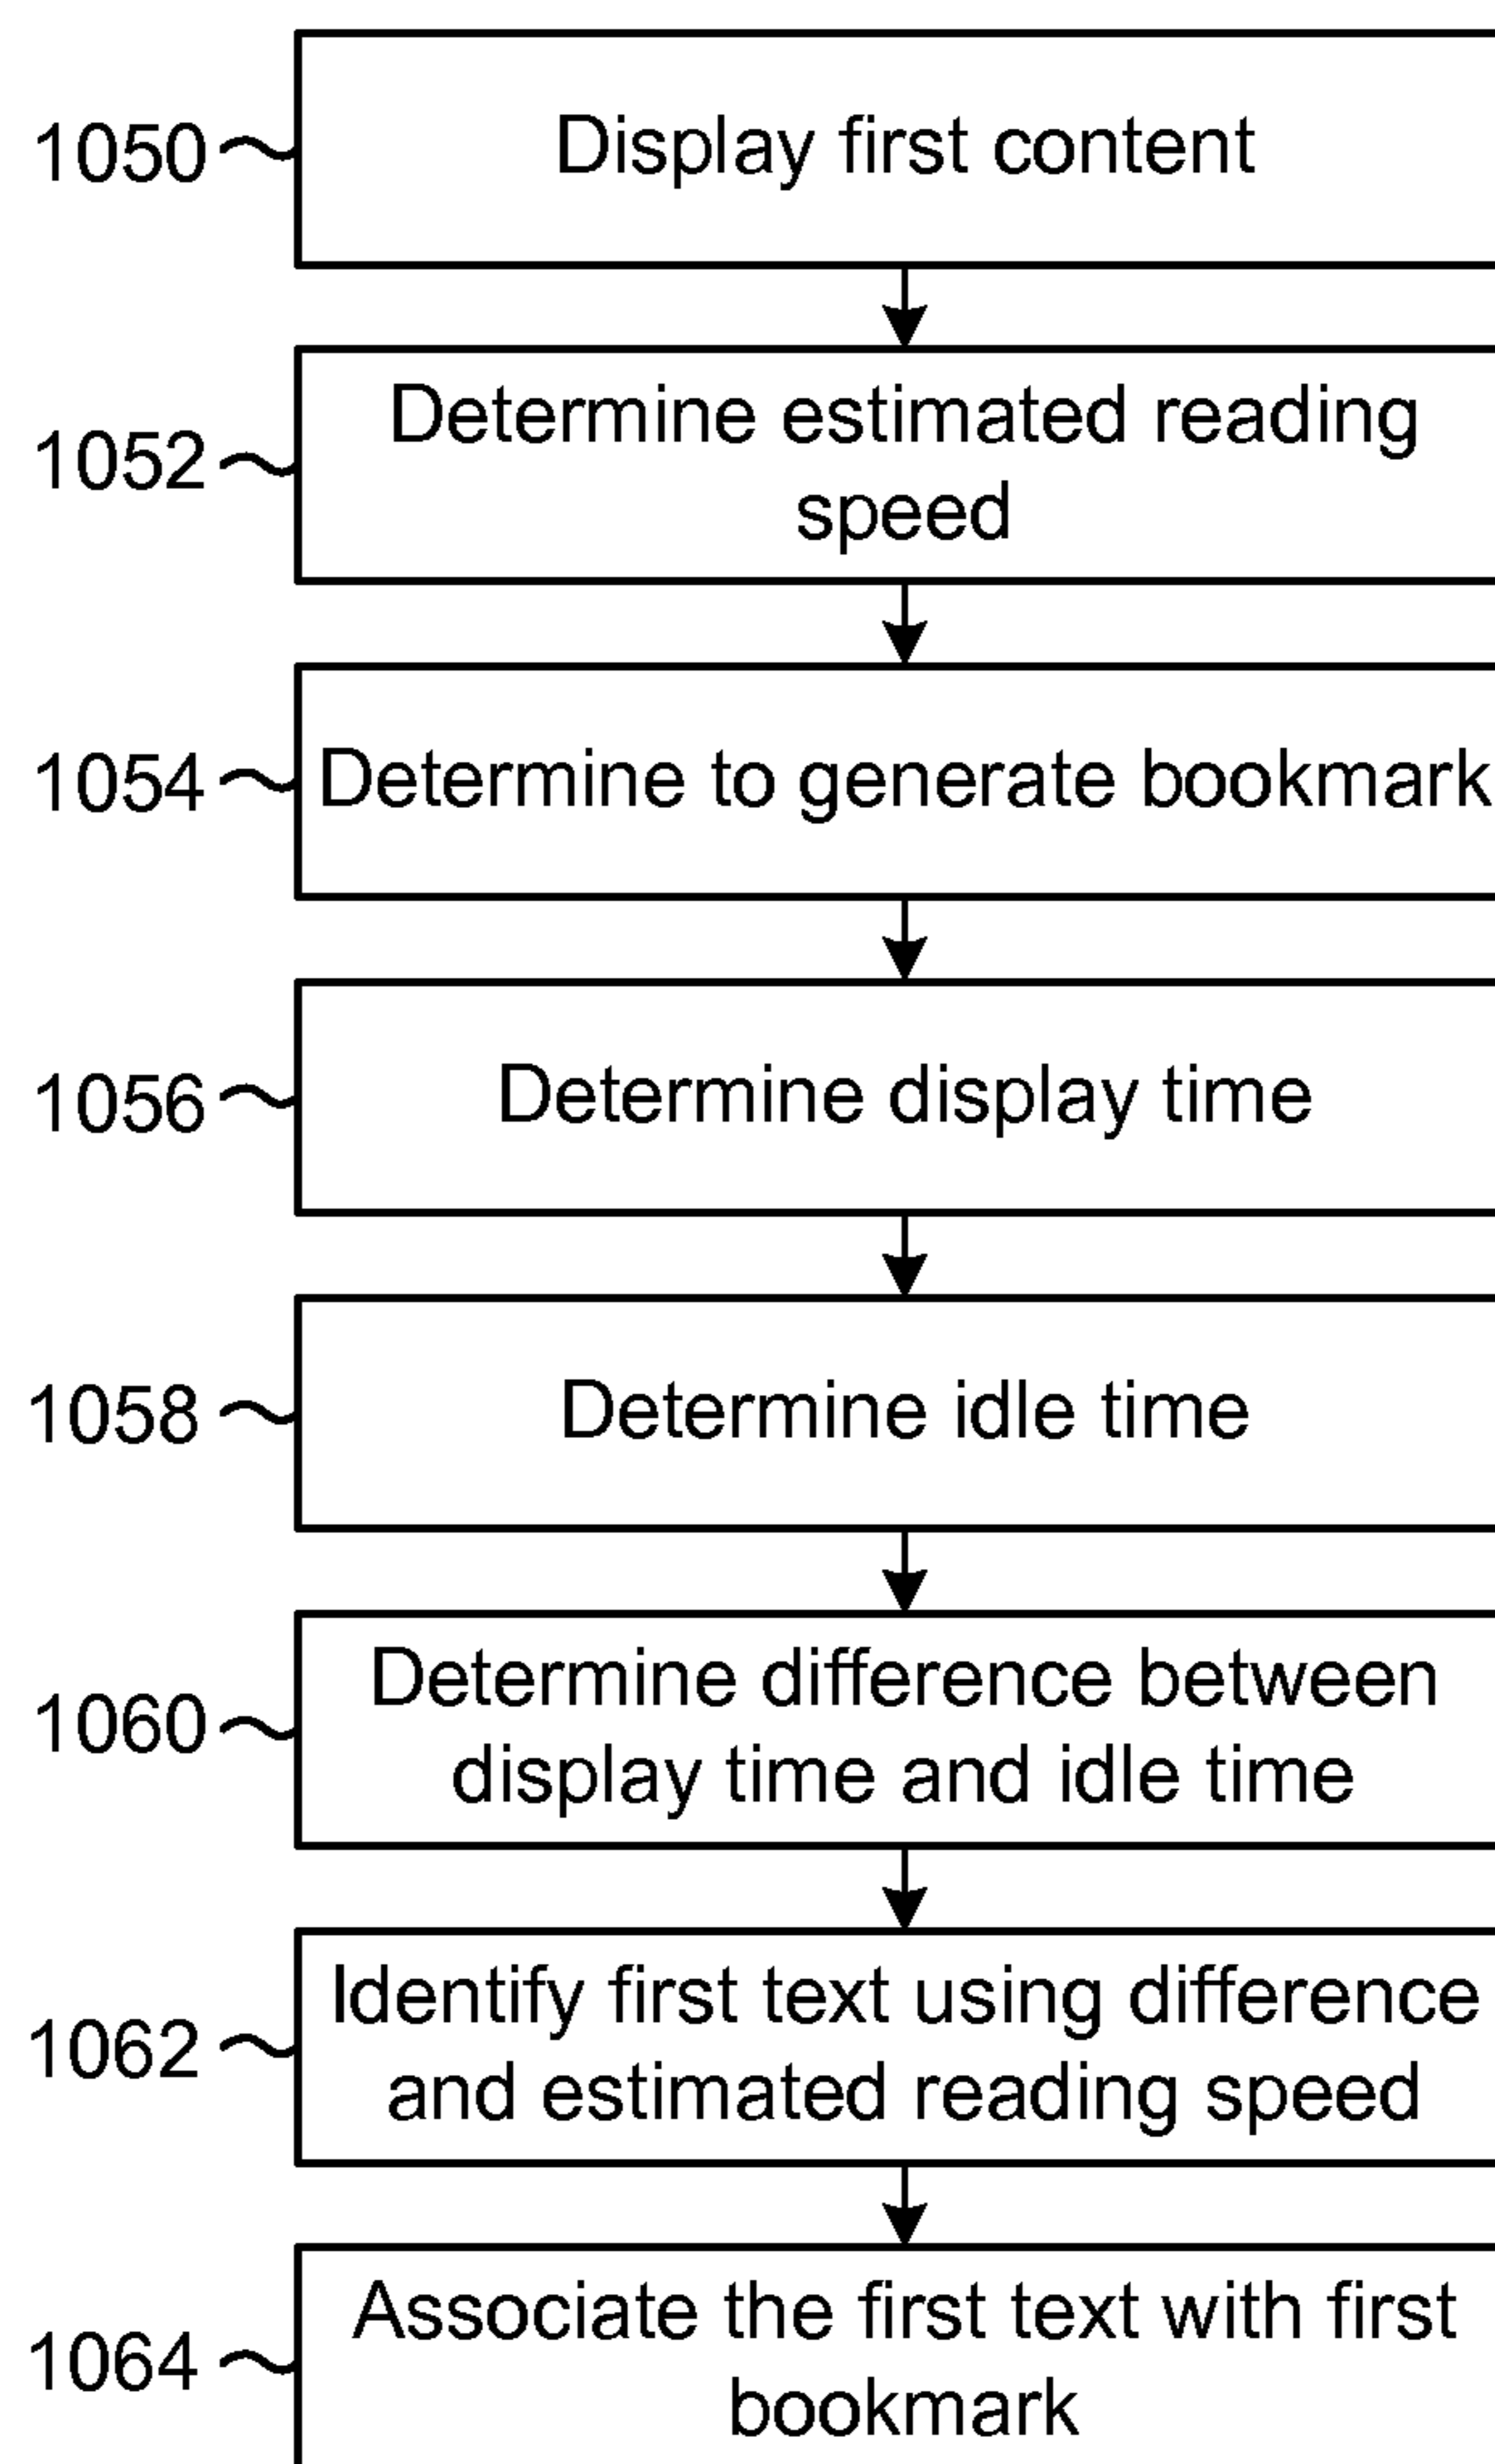 1050 Display first content
1052 Determine estimated reading
speed
1054 Determine to generate bookmark
1056 Determine display time
1058 Determine idle time
1060 Determine difference between
display time and idle time
1062 Identify first text using difference
and estimated reading speed
1064 Associate the first text with first
bookmark